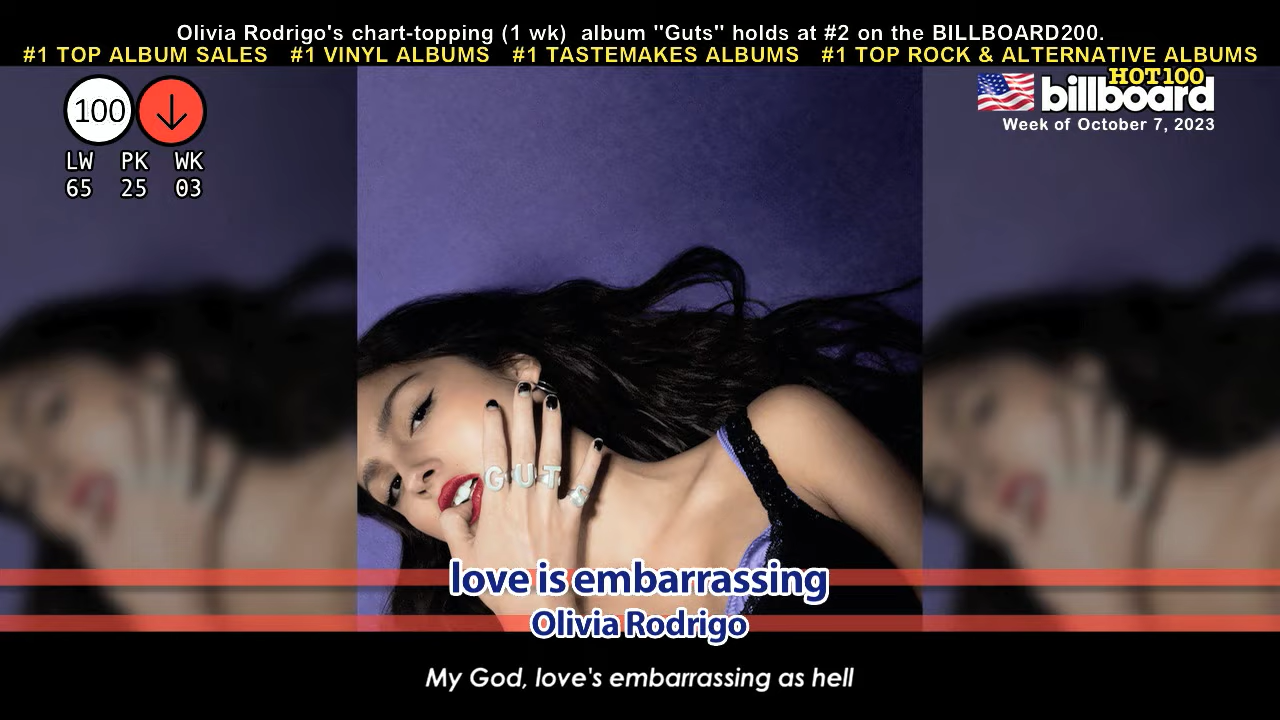 Olivia Rodrigo's chart-topping (1 wk) album "Guts" holds at #2 on the BILLBOARD200.
#1 TOP ALBUM SALES #1 VINYL ALBUMS #1 TASTEMAKES ALBUMS #1 TOP ROCK & ALTERNATIVE ALBUMS
100
LW PK WK
65 25 03
HOT100
billboard
Week of October 7, 2023
GUTS
love is embarrassing
Olivia Rodrigo
My God, love's embarrassing as hell